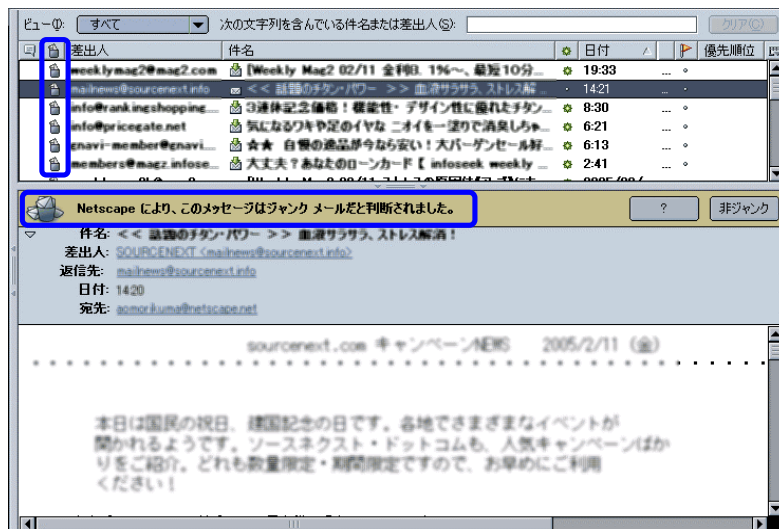 ビュー(I): すべて 次の文字列を含んでいる件名または差出人(S): クリア(C)
差出人 件名 日付 優先順位
weeklymag2@mag2.com [Weekly Mag2 02/11 金利3. 1%～、最短10分... 19:33 ...
mailnews@sourcenext.info << 話題のチタン・パワー >> 血液サラサラ、ストレス解... 14:21 ...
info@rankingshopping.... 3連休記念価格！機能性・デザイン性に優れたチタン... 8:30 ...
info@pricegate.net 気になるワキや足のイヤな ニオイを一塗りで消臭しちゃ... 6:21 ...
gnavi-member@gnavi.... ☆★ 自慢の逸品が今なら安い！大バーゲンセール好... 6:13 ...
members@magz.infose... 大丈夫？あなたのローンカード【 infoseek weekly ... 2:41 ...
Netscape により、このメッセージはジャンク メールだと判断されました。 ? 非ジャンク
件名: << 話題のチタン・パワー >> 血液サラサラ、ストレス解消！
差出人: SOURCENEXT <mailnews@sourcenext.info>
返信先: mailnews@sourcenext.info
日付: 14:20
宛先: aomorikuma@netscape.net
sourcenext.com キャンペーンNEWS 2005/2/11 (金)
本日は国民の祝日、建国記念の日です。各地でさまざまなイベントが
開かれるようです。ソースネクスト・ドットコムも、人気キャンペーンばか
りをご紹介。どれも数量限定・期間限定ですので、お早めにご利用
ください！